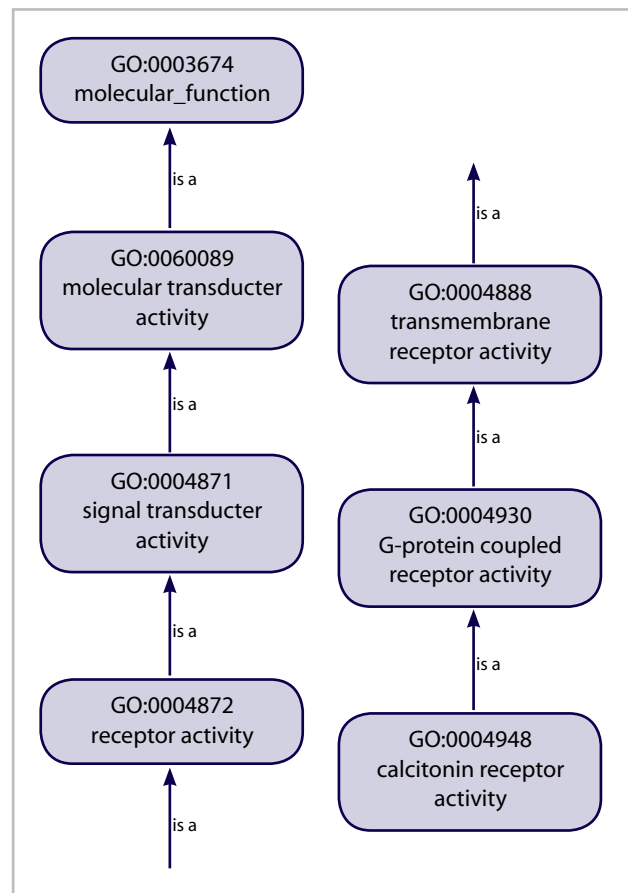 GO:0003674
molecular_function
is a
GO:0060089
molecular transducter
activity
is a
GO:0004871
signal transducter
activity
is a
GO:0004872
receptor activity
is a
is a
GO:0004888
transmembrane
receptor activity
is a
GO:0004930
G-protein coupled
receptor activity
is a
GO:0004948
calcitonin receptor
activity